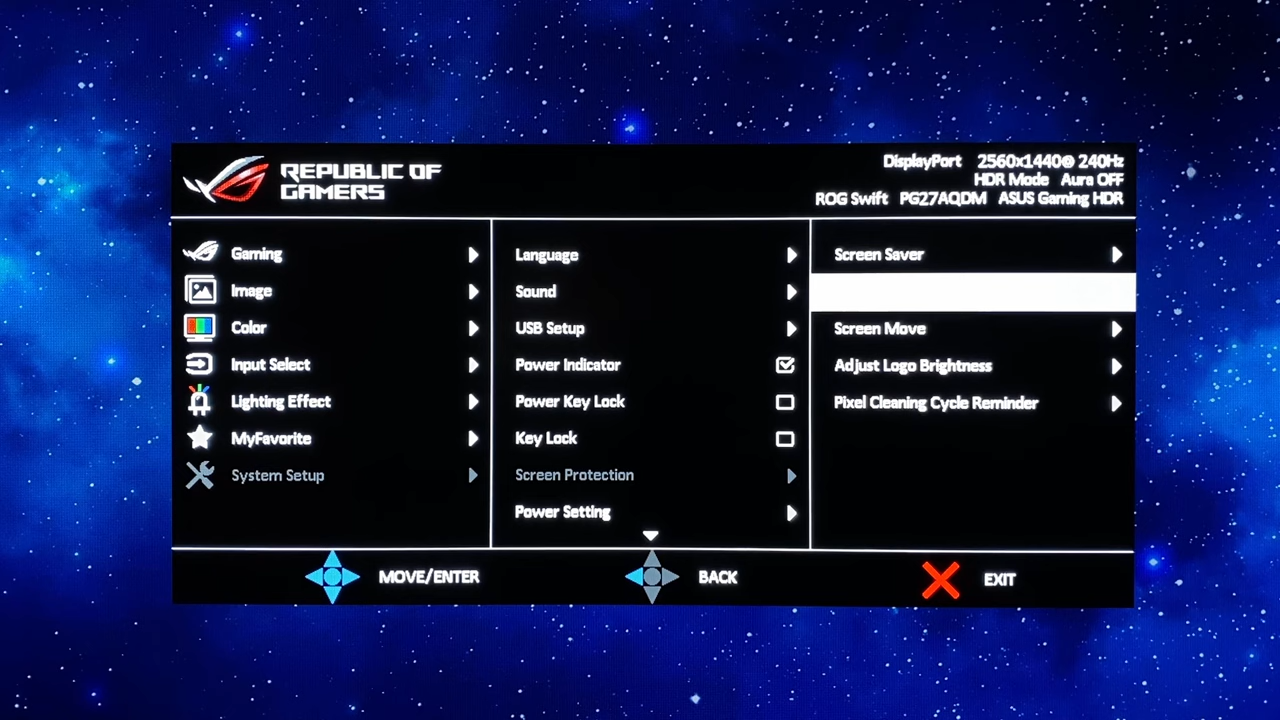 REPUBLIC OF
GAMERS
DisplayPort 2560x1440@ 240Hz
HDR Mode Aura OFF
ROG Swift PG27AQDM ASUS Gaming HDR
Gaming
Image
Color
Input Select
Lighting Effect
MyFavorite
System Setup
Language
Sound
USB Setup
Power Indicator
Power Key Lock
Key Lock
Screen Protection
Power Setting
Screen Saver
Screen Move
Adjust Logo Brightness
Pixel Cleaning Cycle Reminder
MOVE/ENTER
BACK
EXIT